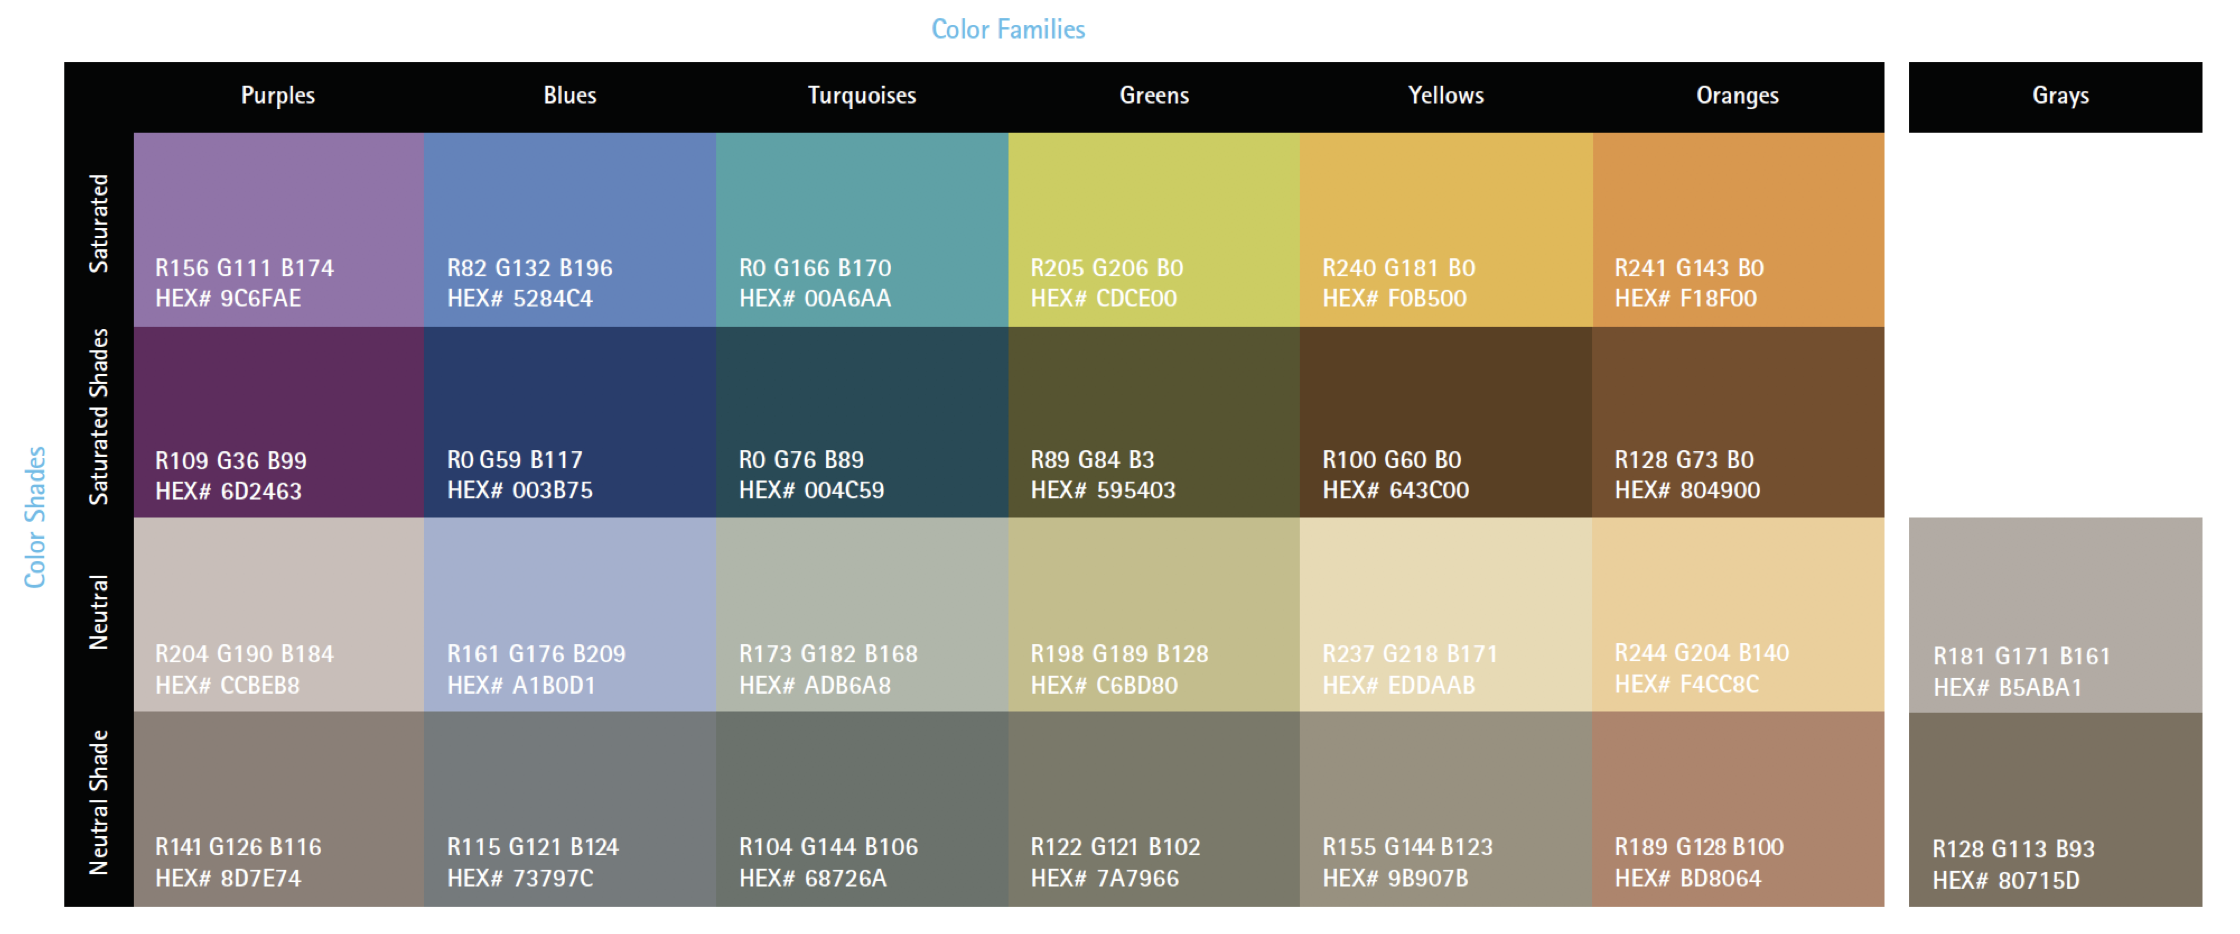 Color Families
Purples Blues Turquoises Greens Yellows Oranges Grays
Color Shades
Saturated
R156 G111 B174 R82 G132 B196 R0 G166 B170 R205 G206 B0 R240 G181 B0 R241 G143 B0
HEX# 9C6FAE HEX# 5284C4 HEX# 00A6AA HEX# CDCE00 HEX# F0B500 HEX# F18F00
Saturated Shades
R109 G36 B99 R0 G59 B117 R0 G76 B89 R89 G84 B3 R100 G60 B0 R128 G73 B0
HEX# 6D2463 HEX# 003B75 HEX# 004C59 HEX# 595403 HEX# 643C00 HEX# 804900
Neutral
R204 G190 B184 R161 G176 B209 R173 G182 B168 R198 G189 B128 R237 G218 B171 R244 G204 B140 R181 G171 B161
HEX# CCBEB8 HEX# A1B0D1 HEX# ADB6A8 HEX# C6BD80 HEX# EDDAAB HEX# F4CC8C HEX# B5ABA1
Neutral Shade
R141 G126 B116 R115 G121 B124 R104 G144 B106 R122 G121 B102 R155 G144 B123 R189 G128 B100 R128 G113 B93
HEX# 8D7E74 HEX# 73797C HEX# 68726A HEX# 7A7966 HEX# 9B907B HEX# BD8064 HEX# 80715D